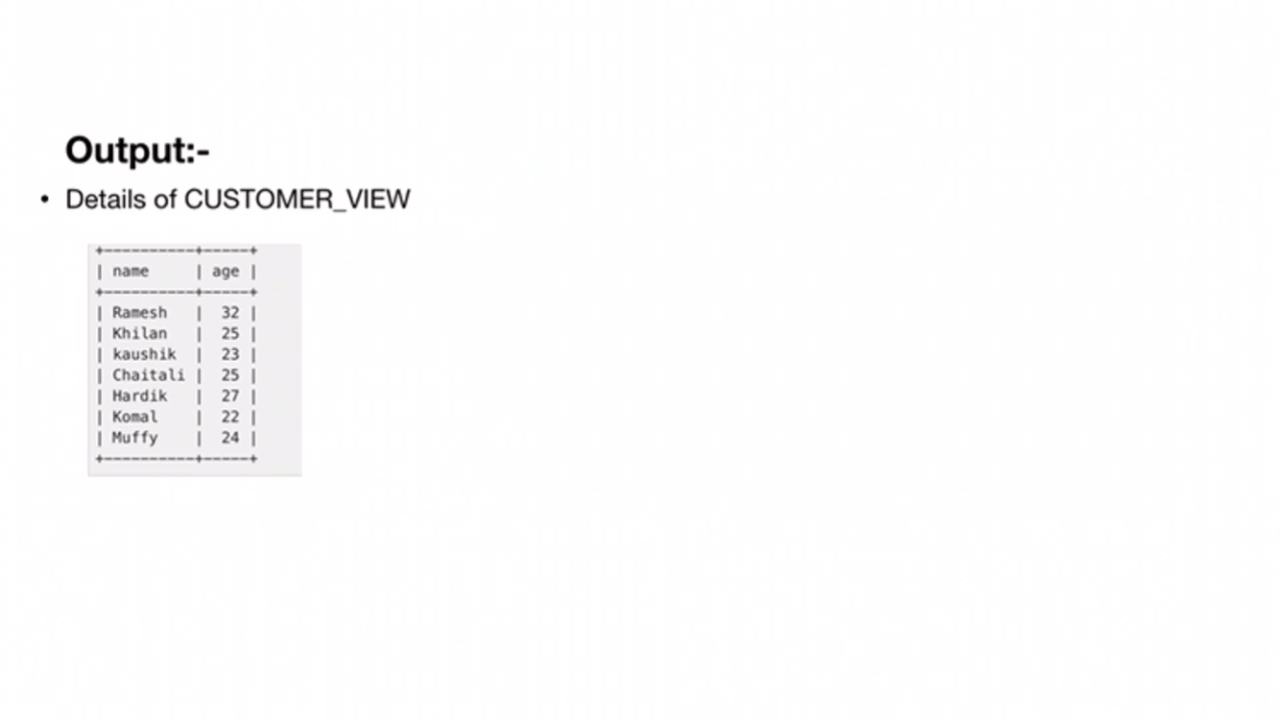 Output:-
• Details of CUSTOMER_VIEW
+----------+-----+
| name     | age |
+----------+-----+
| Ramesh   |  32 |
| Khilan   |  25 |
| kaushik  |  23 |
| Chaitali |  25 |
| Hardik   |  27 |
| Komal    |  22 |
| Muffy    |  24 |
+----------+-----+